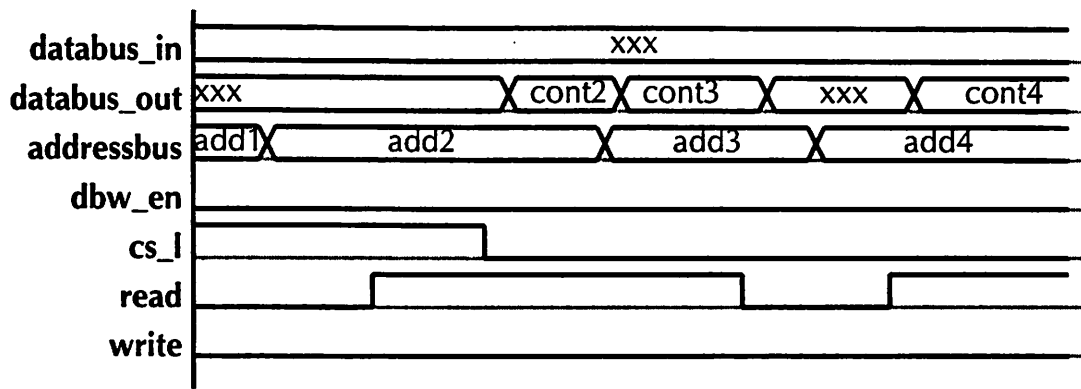 databus_in xxx
databus_out xxx cont2 cont3 xxx cont4
addressbus add1 add2 add3 add4
dbw_en
cs_l
read
write